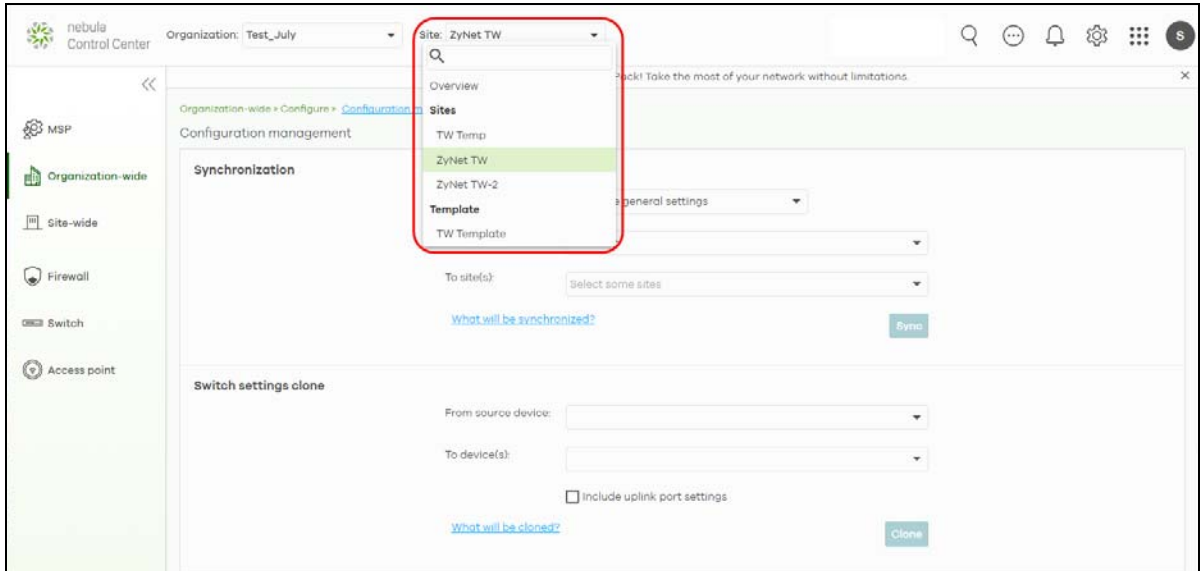 nebula
Control Center
Organization: Test_July
Site: ZyNet TW
S
Overview
Pack! Take the most of your network without limitations.
Organization-wide > Configure > Configuration
Sites
MSP
Configuration management
TW Temp
Synchronization
ZyNet TW
Organization-wide
ZyNet TW-2
general settings
Template
Site-wide
TW Template
Firewall
To site(s):
Select some sites
Switch
What will be synchronized?
Sync
Access point
Switch settings clone
From source device:
To device(s):
Include uplink port settings
What will be cloned?
Clone